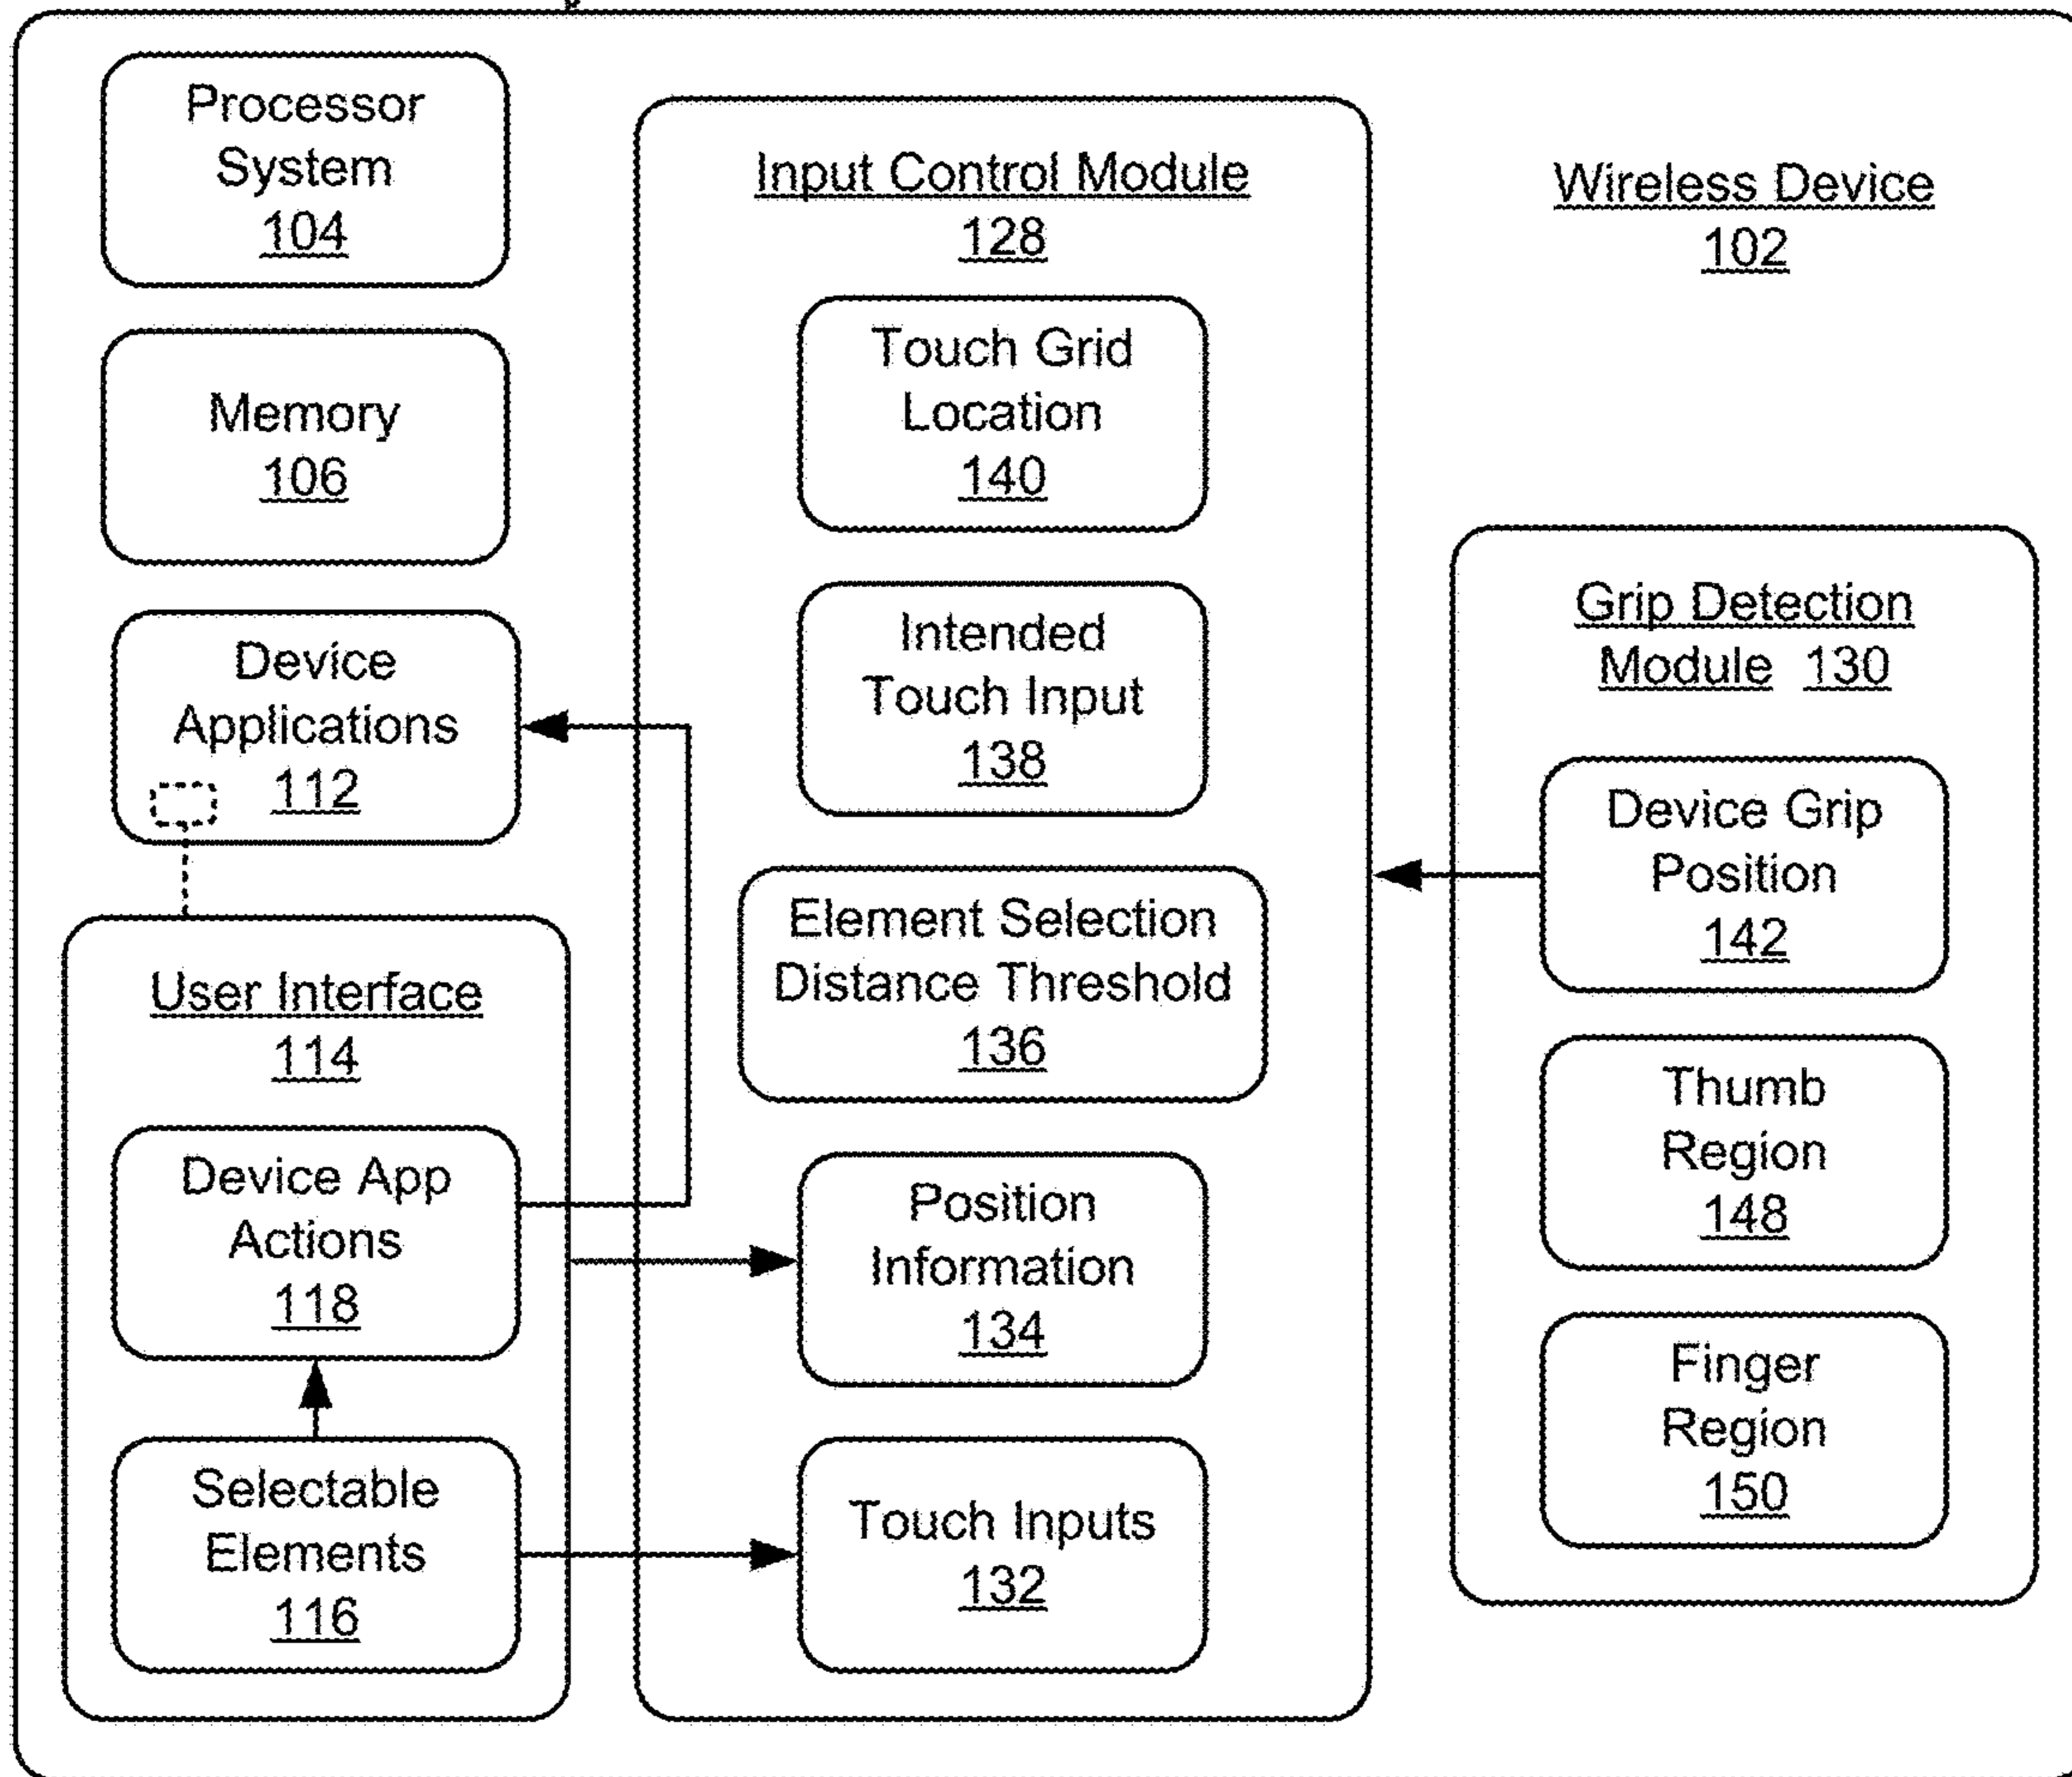 Processor
System
104
Memory
106
Device
Applications
112
User Interface
114
Device App
Actions
118
Selectable
Elements
116
Input Control Module
128
Touch Grid
Location
140
Intended
Touch Input
138
Element Selection
Distance Threshold
136
Position
Information
134
Touch Inputs
132
Wireless Device
102
Grip Detection
Module 130
Device Grip
Position
142
Thumb
Region
148
Finger
Region
150